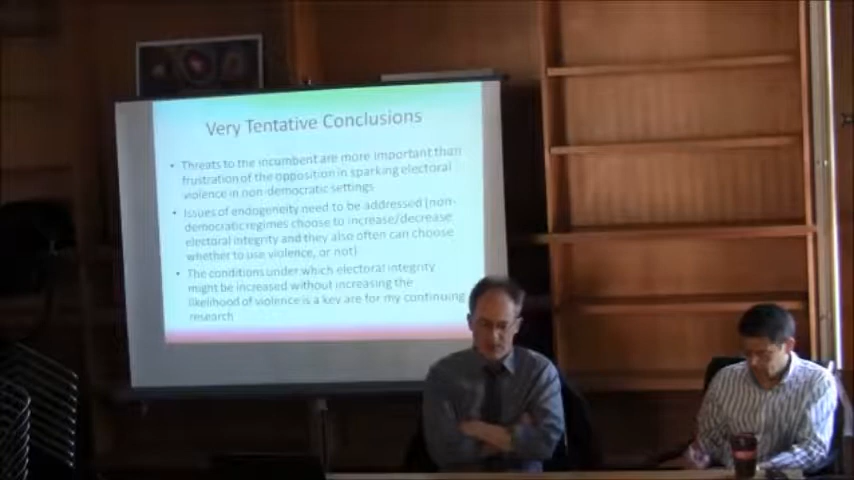 Very Tentative Conclusions
• Threats to the incumbent are more important than
frustration of the opposition in sparking electoral
violence in non-democratic settings
• Issues of endogeneity need to be addressed (non-
democratic regimes choose to increase/decrease
electoral integrity and they also often can choose
whether to use violence, or not)
• The conditions under which electoral integrity
might be increased without increasing the
likelihood of violence is a key are for my continuing
research